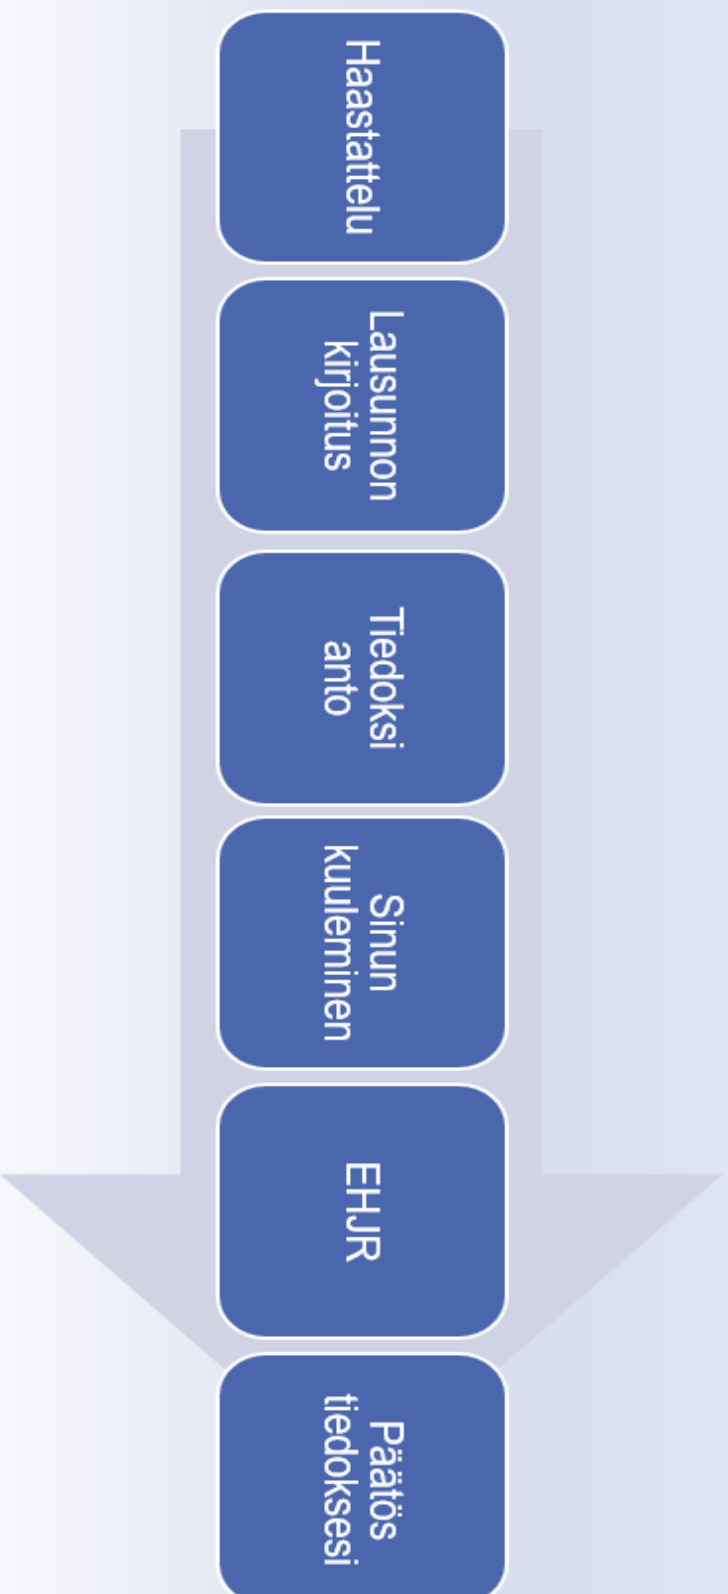 Haastattelu
Lausunnon
kirjoitus
Tiedoksi
anto
Sinun
kuuleminen
EHJR
Päätös
tiedoksesi